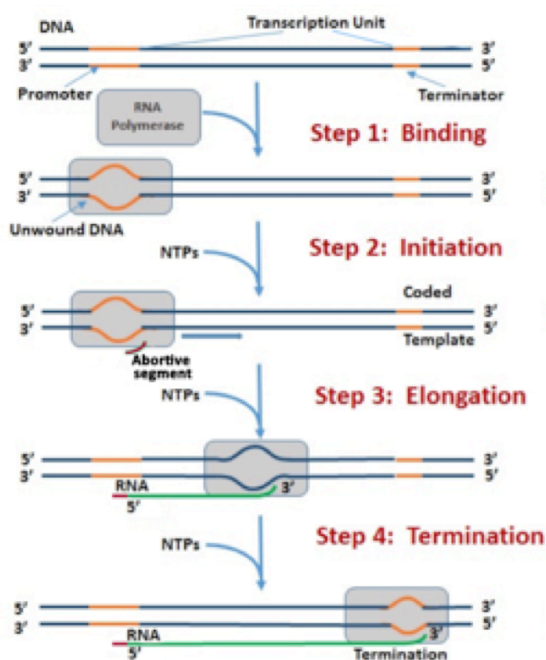 DNA
Transcription Unit
5’ 3’
3’ 5’
Promoter
Terminator
RNA
Polymerase
Step 1: Binding
5’ 3’
3’ 5’
Unwound DNA
NTPs
Step 2: Initiation
Coded
5’ 3’
3’ 5’
Template
Abortive
segment
NTPs
Step 3: Elongation
5’ 3’
3’ 5’
RNA 3’
5’
NTPs
Step 4: Termination
5’ 3’
3’ 5’
RNA 3’
5’
Termination